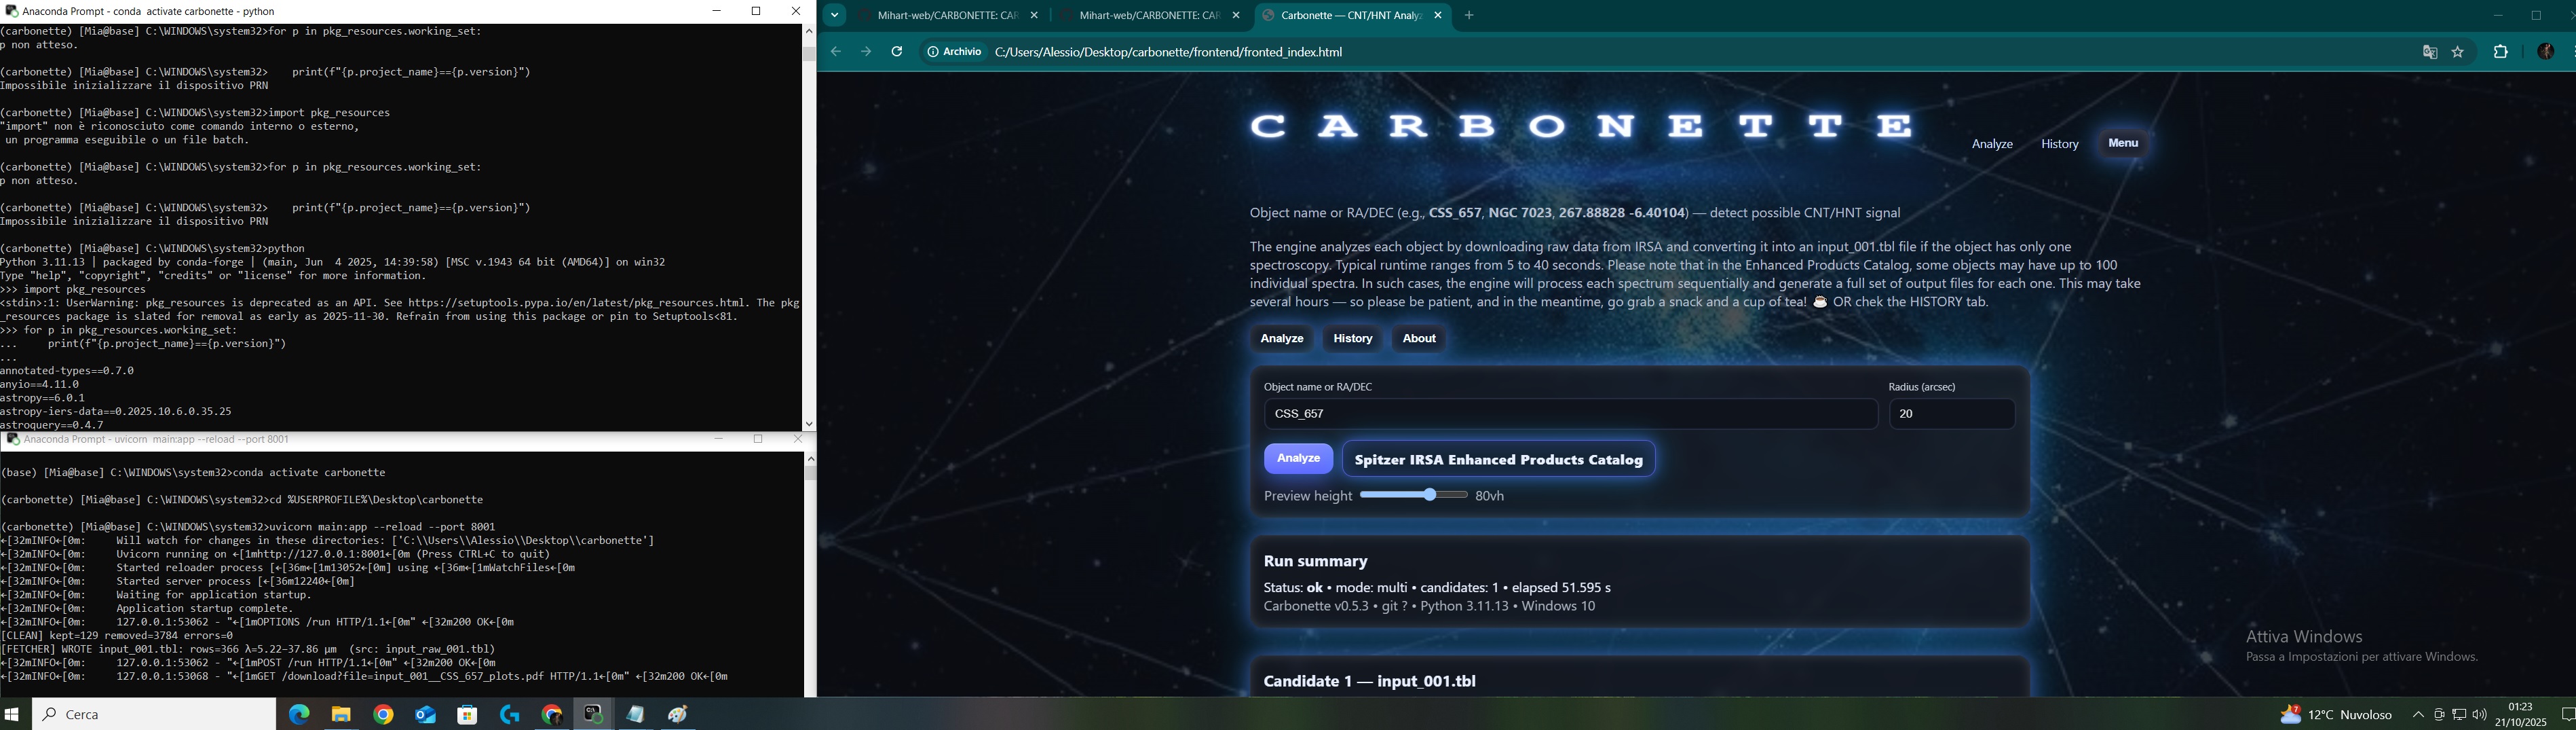 Anaconda Prompt - conda  activate carbonette - python
(carbonette) [Mia@base] C:\WINDOWS\system32>for p in pkg_resources.working_set:
p non atteso.
(carbonette) [Mia@base] C:\WINDOWS\system32>    print(f"{p.project_name}=={p.version}")
Impossibile inizializzare il dispositivo PRN
(carbonette) [Mia@base] C:\WINDOWS\system32>import pkg_resources
"import" non è riconosciuto come comando interno o esterno,
 un programma eseguibile o un file batch.
(carbonette) [Mia@base] C:\WINDOWS\system32>for p in pkg_resources.working_set:
p non atteso.
(carbonette) [Mia@base] C:\WINDOWS\system32>    print(f"{p.project_name}=={p.version}")
Impossibile inizializzare il dispositivo PRN
(carbonette) [Mia@base] C:\WINDOWS\system32>python
Python 3.11.13 | packaged by conda-forge | (main, Jun  4 2025, 14:39:58) [MSC v.1943 64 bit (AMD64)] on win32
Type "help", "copyright", "credits" or "license" for more information.
>>> import pkg_resources
<stdin>:1: UserWarning: pkg_resources is deprecated as an API. See https://setuptools.pypa.io/en/latest/pkg_resources.html. The pkg
_resources package is slated for removal as early as 2025-11-30. Refrain from using this package or pin to Setuptools<81.
>>> for p in pkg_resources.working_set:
...     print(f"{p.project_name}=={p.version}")
...
annotated-types==0.7.0
anyio==4.11.0
astropy==6.0.1
astropy-iers-data==0.2025.10.6.0.35.25
astroquery==0.4.7
Anaconda Prompt - uvicorn  main:app --reload --port 8001
(base) [Mia@base] C:\WINDOWS\system32>conda activate carbonette
(carbonette) [Mia@base] C:\WINDOWS\system32>cd %USERPROFILE%\Desktop\carbonette
(carbonette) [Mia@base] C:\WINDOWS\system32>uvicorn main:app --reload --port 8001
←[32mINFO←[0m:     Will watch for changes in these directories: ['C:\\Users\\Alessio\\Desktop\\carbonette']
←[32mINFO←[0m:     Uvicorn running on ←[1mhttp://127.0.0.1:8001←[0m (Press CTRL+C to quit)
←[32mINFO←[0m:     Started reloader process [←[36m←[1m13052←[0m] using ←[36m←[1mWatchFiles←[0m
←[32mINFO←[0m:     Started server process [←[36m12240←[0m]
←[32mINFO←[0m:     Waiting for application startup.
←[32mINFO←[0m:     Application startup complete.
←[32mINFO←[0m:     127.0.0.1:53062 - "←[1mOPTIONS /run HTTP/1.1←[0m" ←[32m200 OK←[0m
[CLEAN] kept=129 removed=3784 errors=0
[FETCHER] WROTE input_001.tbl: rows=366 λ=5.22–37.86 µm  (src: input_raw_001.tbl)
←[32mINFO←[0m:     127.0.0.1:53062 - "←[1mPOST /run HTTP/1.1←[0m" ←[32m200 OK←[0m
←[32mINFO←[0m:     127.0.0.1:53068 - "←[1mGET /download?file=input_001__CSS_657_plots.pdf HTTP/1.1←[0m" ←[32m200 OK←[0m
Mihart-web/CARBONETTE: CAR
Mihart-web/CARBONETTE: CAR
Carbonette — CNT/HNT Analyz
Archivio
C:/Users/Alessio/Desktop/carbonette/frontend/fronted_index.html
CARBONETTE
Analyze
History
Menu
Object name or RA/DEC (e.g., CSS_657, NGC 7023, 267.88828 -6.40104) — detect possible CNT/HNT signal
The engine analyzes each object by downloading raw data from IRSA and converting it into an input_001.tbl file if the object has only one
spectroscopy. Typical runtime ranges from 5 to 40 seconds. Please note that in the Enhanced Products Catalog, some objects may have up to 100
individual spectra. In such cases, the engine will process each spectrum sequentially and generate a full set of output files for each one. This may take
several hours — so please be patient, and in the meantime, go grab a snack and a cup of tea! ☕ OR chek the HISTORY tab.
Analyze
History
About
Object name or RA/DEC
Radius (arcsec)
CSS_657
20
Analyze
Spitzer IRSA Enhanced Products Catalog
Preview height
80vh
Run summary
Status: ok • mode: multi • candidates: 1 • elapsed 51.595 s
Carbonette v0.5.3 • git ? • Python 3.11.13 • Windows 10
Candidate 1 — input_001.tbl
Attiva Windows
Passa a Impostazioni per attivare Windows.
Cerca
7
12°C  Nuvoloso
01:23
21/10/2025